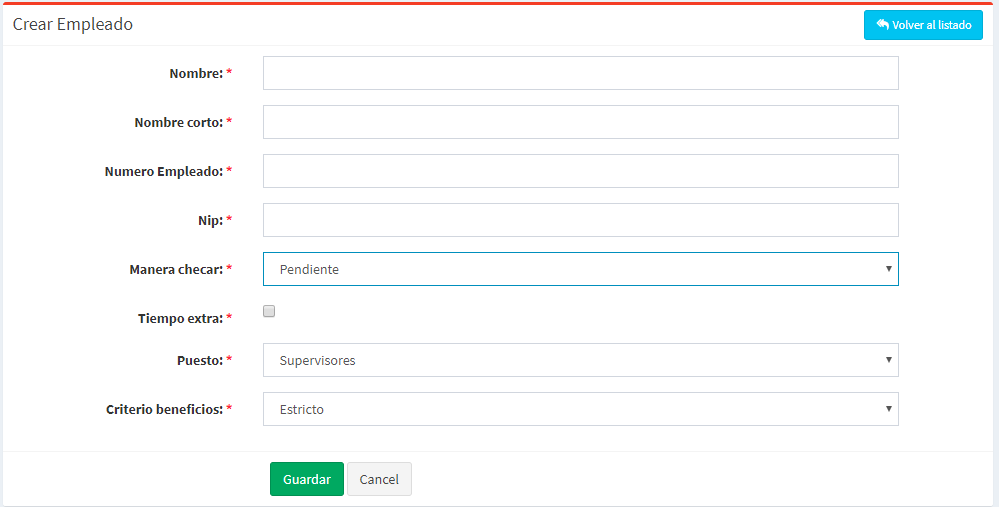 Crear Empleado
Volver al listado
Nombre: *
Nombre corto: *
Numero Empleado: *
Nip: *
Manera checar: * Pendiente
Tiempo extra: *
Puesto: * Supervisores
Criterio beneficios: * Estricto
Guardar Cancel